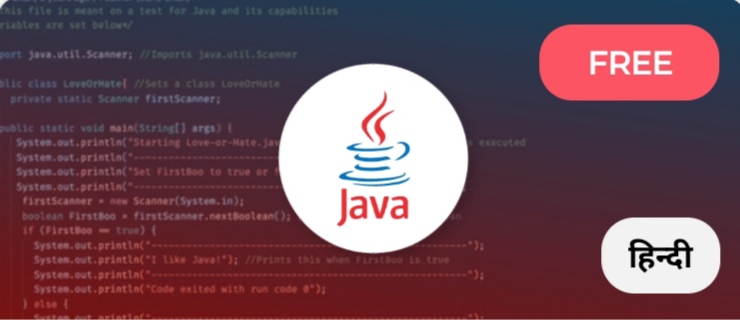 This file is meant on a test for Java and its capabilities
riables are set below*/
port java.util.Scanner; //Imports java.util.Scanner
blic class LoveOrHate{ //Sets a class LoveOrHate
private static Scanner firstScanner;
public static void main(String[] args) {
System.out.println("Starting Love-or-Hate.jav
s executed
System.out.println("
System.out.println("Set FirstBoo to true or f
System.out.println("
firstScanner = new Scanner(System.in);
boolean FirstBoo = firstScanner.nextBoolean();
if (FirstBoo == true) {
System.out.println("----------------------------------------");
System.out.println("I like Java!"); //Prints this when FirstBoo is true
System.out.println("----------------------------------------");
System.out.println("Code exited with run code 0");
} else {
Java
FREE
हिन्दी